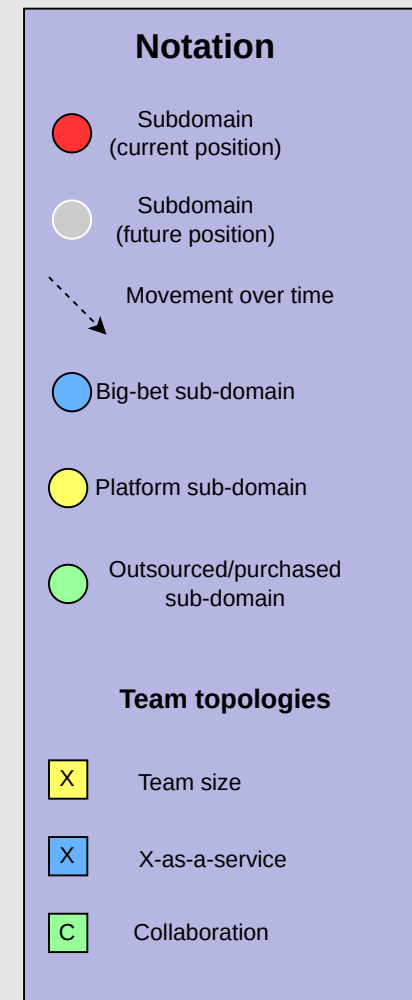 Notation
Subdomain
(current position)
Subdomain
(future position)
Movement over time
Big-bet sub-domain
Platform sub-domain
Outsourced/purchased
sub-domain
Team topologies
X Team size
X X-as-a-service
C Collaboration